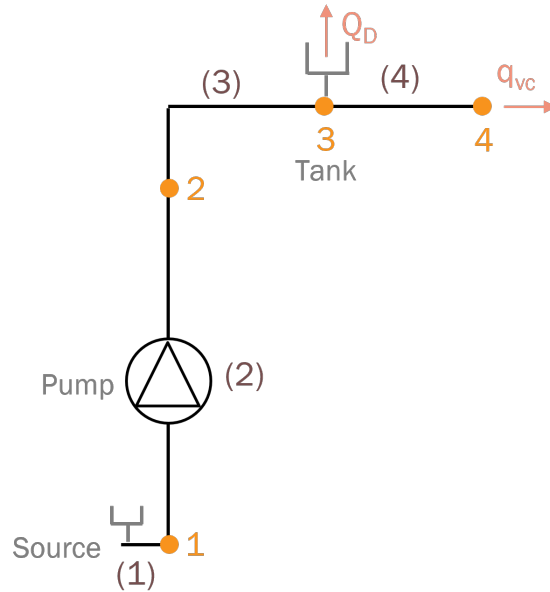 Q_D
(3)
(4)
q_vc
3
4
Tank
2
Pump
(2)
Source
1
(1)